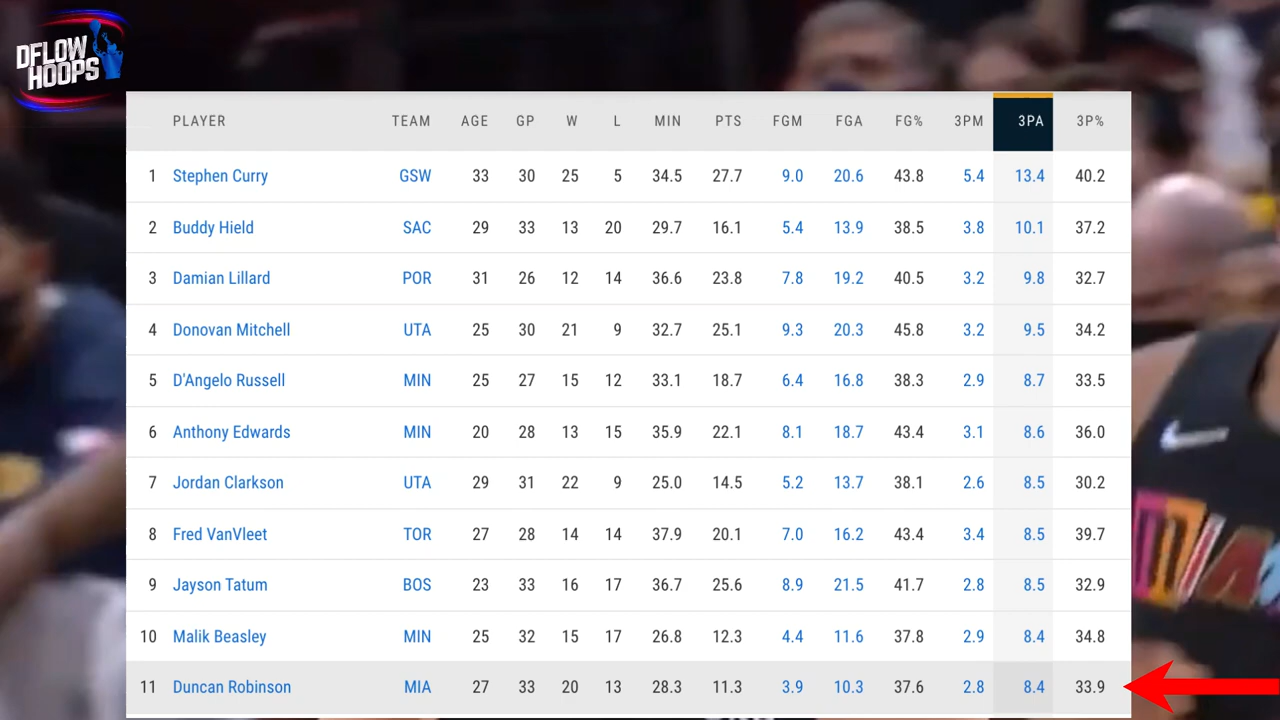 DFLOW
HOOPS
PLAYER TEAM AGE GP W L MIN PTS FGM FGA FG% 3PM 3PA 3P%
1 Stephen Curry GSW 33 30 25 5 34.5 27.7 9.0 20.6 43.8 5.4 13.4 40.2
2 Buddy Hield SAC 29 33 13 20 29.7 16.1 5.4 13.9 38.5 3.8 10.1 37.2
3 Damian Lillard POR 31 26 12 14 36.6 23.8 7.8 19.2 40.5 3.2 9.8 32.7
4 Donovan Mitchell UTA 25 30 21 9 32.7 25.1 9.3 20.3 45.8 3.2 9.5 34.2
5 D'Angelo Russell MIN 25 27 15 12 33.1 18.7 6.4 16.8 38.3 2.9 8.7 33.5
6 Anthony Edwards MIN 20 28 13 15 35.9 22.1 8.1 18.7 43.4 3.1 8.6 36.0
7 Jordan Clarkson UTA 29 31 22 9 25.0 14.5 5.2 13.7 38.1 2.6 8.5 30.2
8 Fred VanVleet TOR 27 28 14 14 37.9 20.1 7.0 16.2 43.4 3.4 8.5 39.7
9 Jayson Tatum BOS 23 33 16 17 36.7 25.6 8.9 21.5 41.7 2.8 8.5 32.9
10 Malik Beasley MIN 25 32 15 17 26.8 12.3 4.4 11.6 37.8 2.9 8.4 34.8
11 Duncan Robinson MIA 27 33 20 13 28.3 11.3 3.9 10.3 37.6 2.8 8.4 33.9